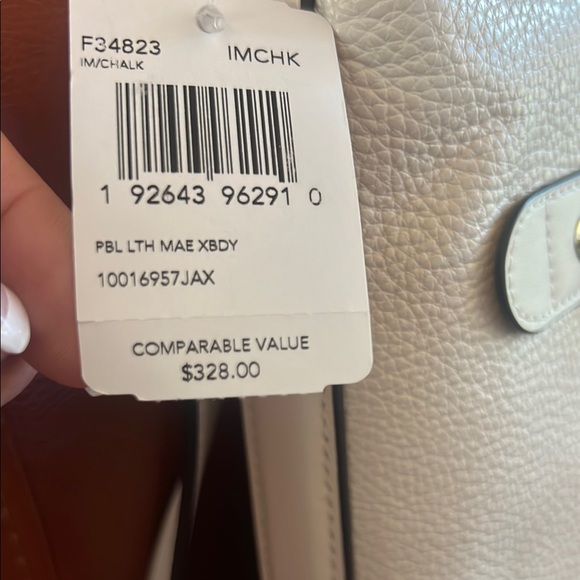 F34823 IMCHK
IM/CHALK
1 92643 96291 0
PBL LTH MAE XBDY
10016957JAX
COMPARABLE VALUE
$328.00